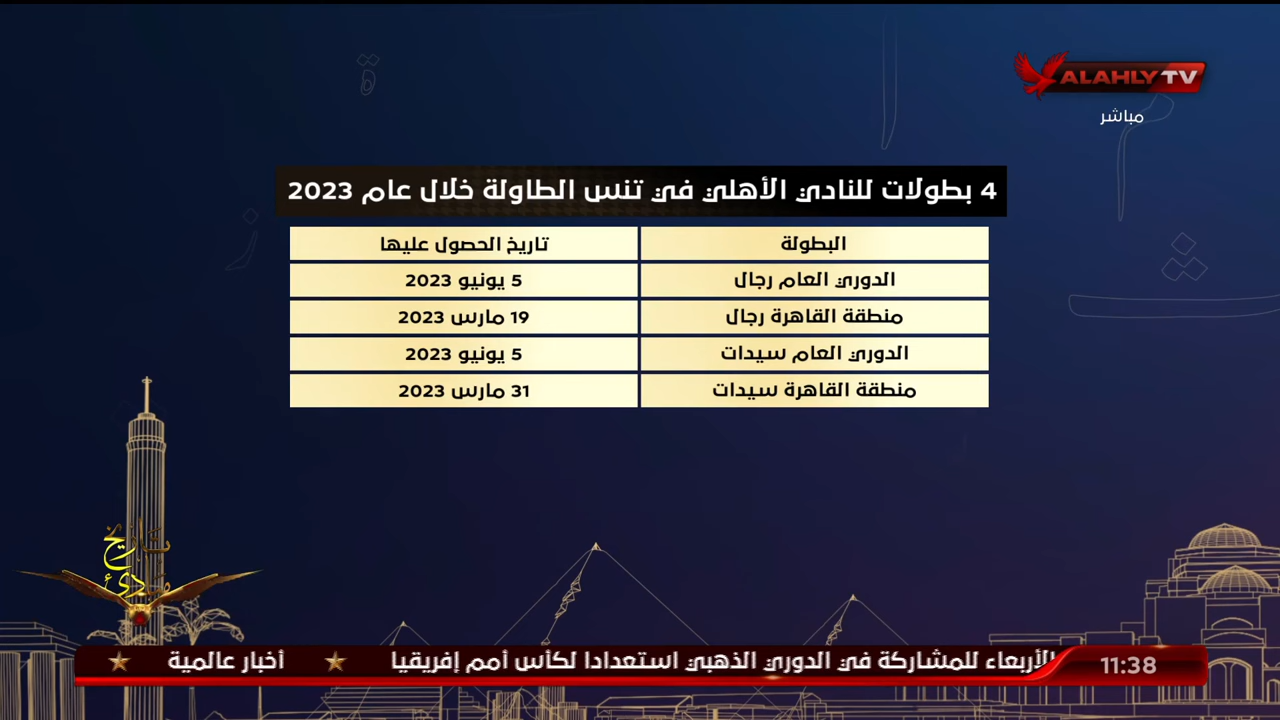 ALAHLY TV
مباشر
4 بطولات للنادي الأهلي في تنس الطاولة خلال عام 2023
البطولة تاريخ الحصول عليها
الدوري العام رجال 5 يونيو 2023
منطقة القاهرة رجال 19 مارس 2023
الدوري العام سيدات 5 يونيو 2023
منطقة القاهرة سيدات 31 مارس 2023
11:38 الأربعاء للمشاركة في الدوري الذهبي استعدادا لكأس أمم إفريقيا أخبار عالمية